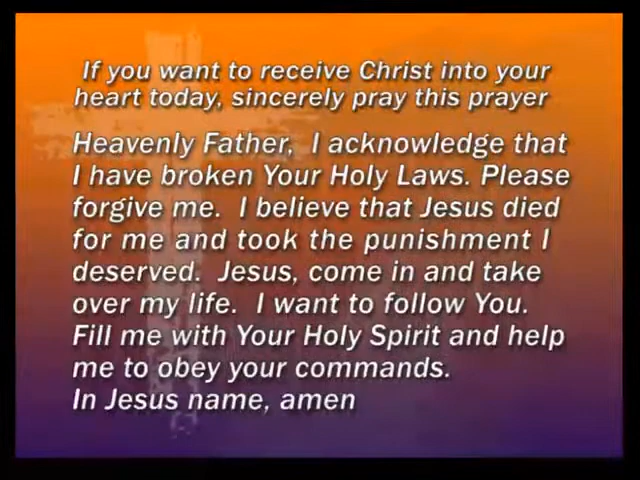 If you want to receive Christ into your
heart today, sincerely pray this prayer
Heavenly Father, I acknowledge that
I have broken Your Holy Laws. Please
forgive me. I believe that Jesus died
for me and took the punishment I
deserved. Jesus, come in and take
over my life. I want to follow You.
Fill me with Your Holy Spirit and help
me to obey your commands.
In Jesus name, amen